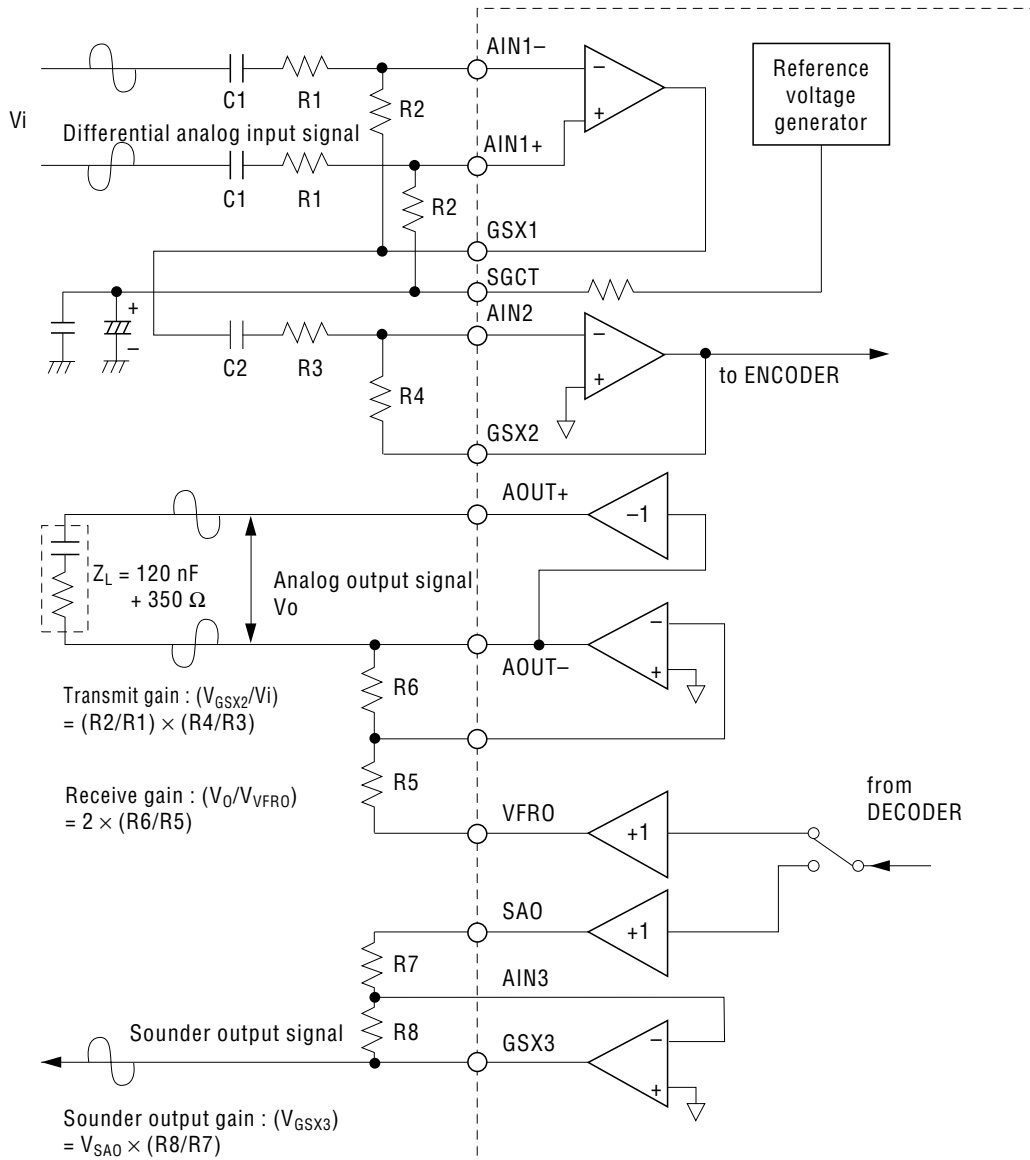 AIN1–
C1
R1
R2
–
+
Reference
voltage
generator
Vi
Differential analog input signal
AIN1+
C1
R1
R2
GSX1
SGCT
+
–
AIN2
C2
R3
R4
–
+
to ENCODER
GSX2
AOUT+
–1
Z_L = 120 nF
+ 350 Ω
Analog output signal
Vo
AOUT–
–
+
R6
Transmit gain : (V_GSX2/Vi)
= (R2/R1) × (R4/R3)
R5
Receive gain : (V_O/V_VFRO)
= 2 × (R6/R5)
VFRO
+1
from
DECODER
SAO
+1
R7
AIN3
Sounder output signal
R8
GSX3
–
+
Sounder output gain : (V_GSX3)
= V_SAO × (R8/R7)